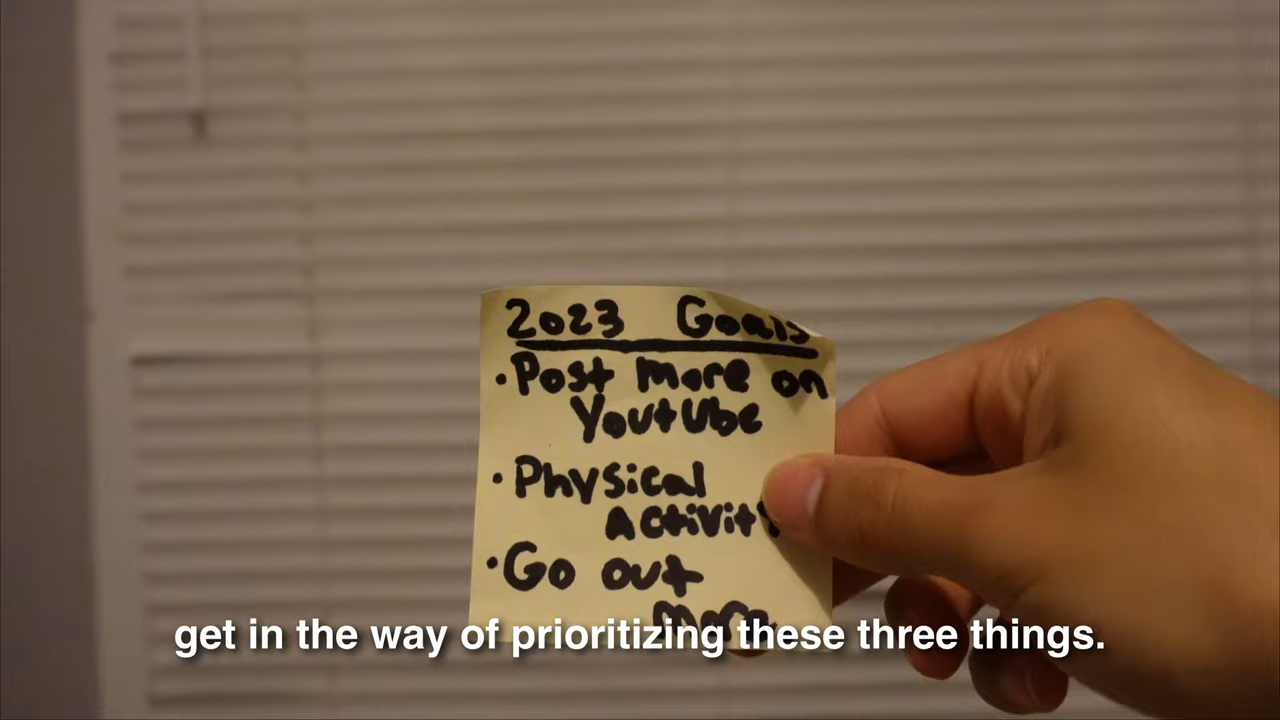 2023 Goals
• Post more on
Youtube
• Physical
Activity
• Go out
more
get in the way of prioritizing these three things.